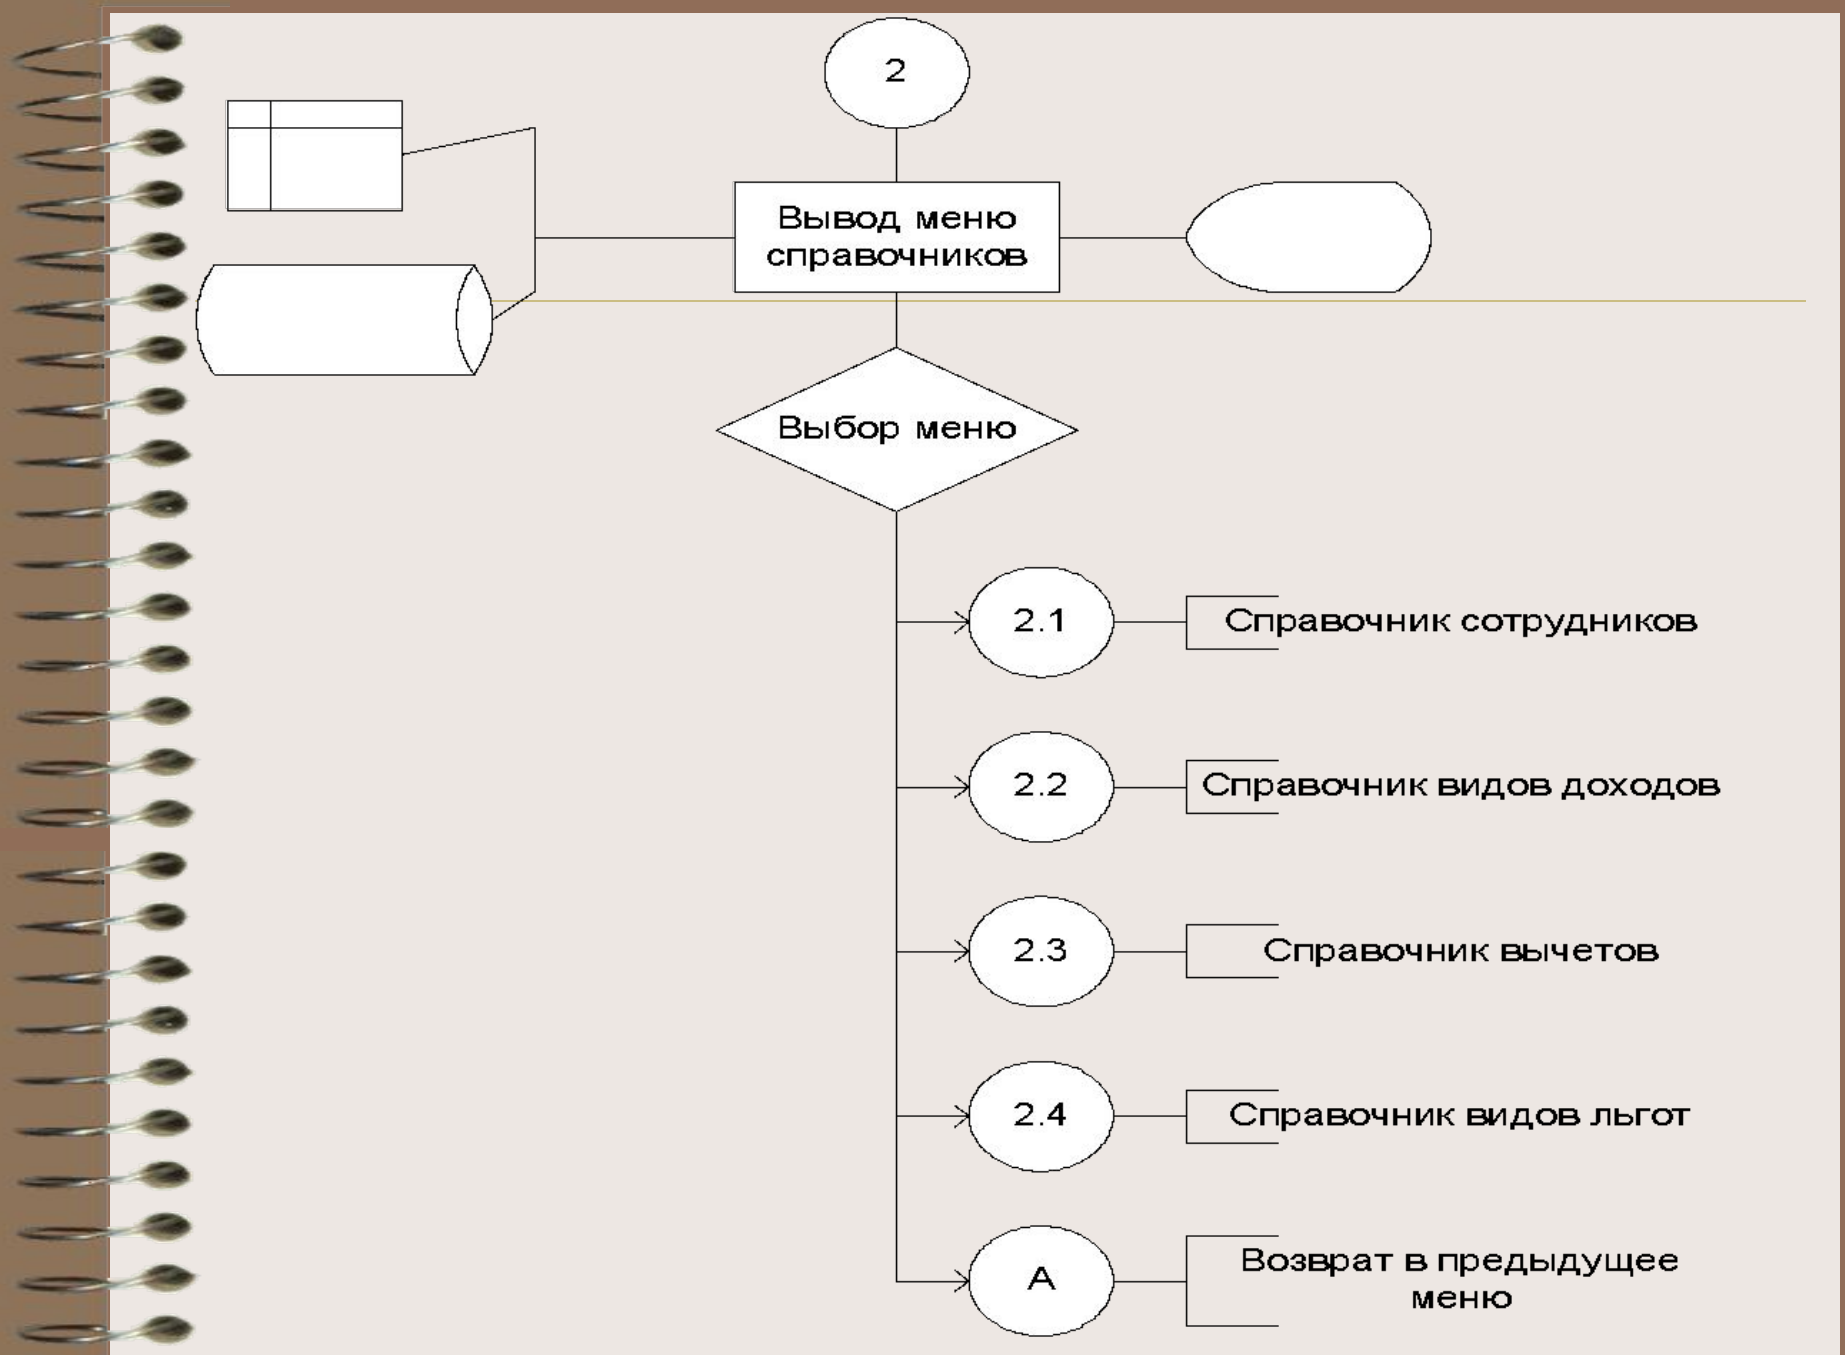 2
Вывод меню
справочников
Выбор меню
2.1
Справочник сотрудников
2.2
Справочник видов доходов
2.3
Справочник вычетов
2.4
Справочник видов льгот
А
Возврат в предыдущее
меню